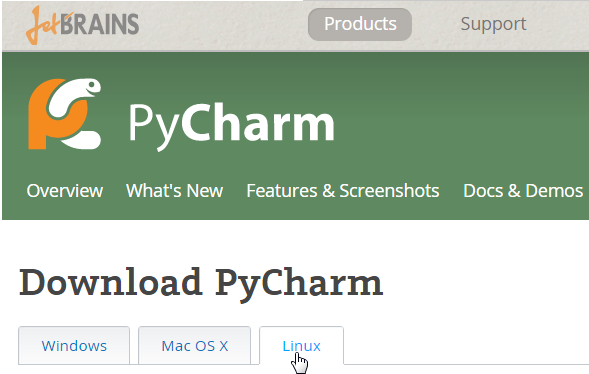 JetBRAINS Products Support
PyCharm
Overview What's New Features & Screenshots Docs & Demos
Download PyCharm
Windows Mac OS X Linux